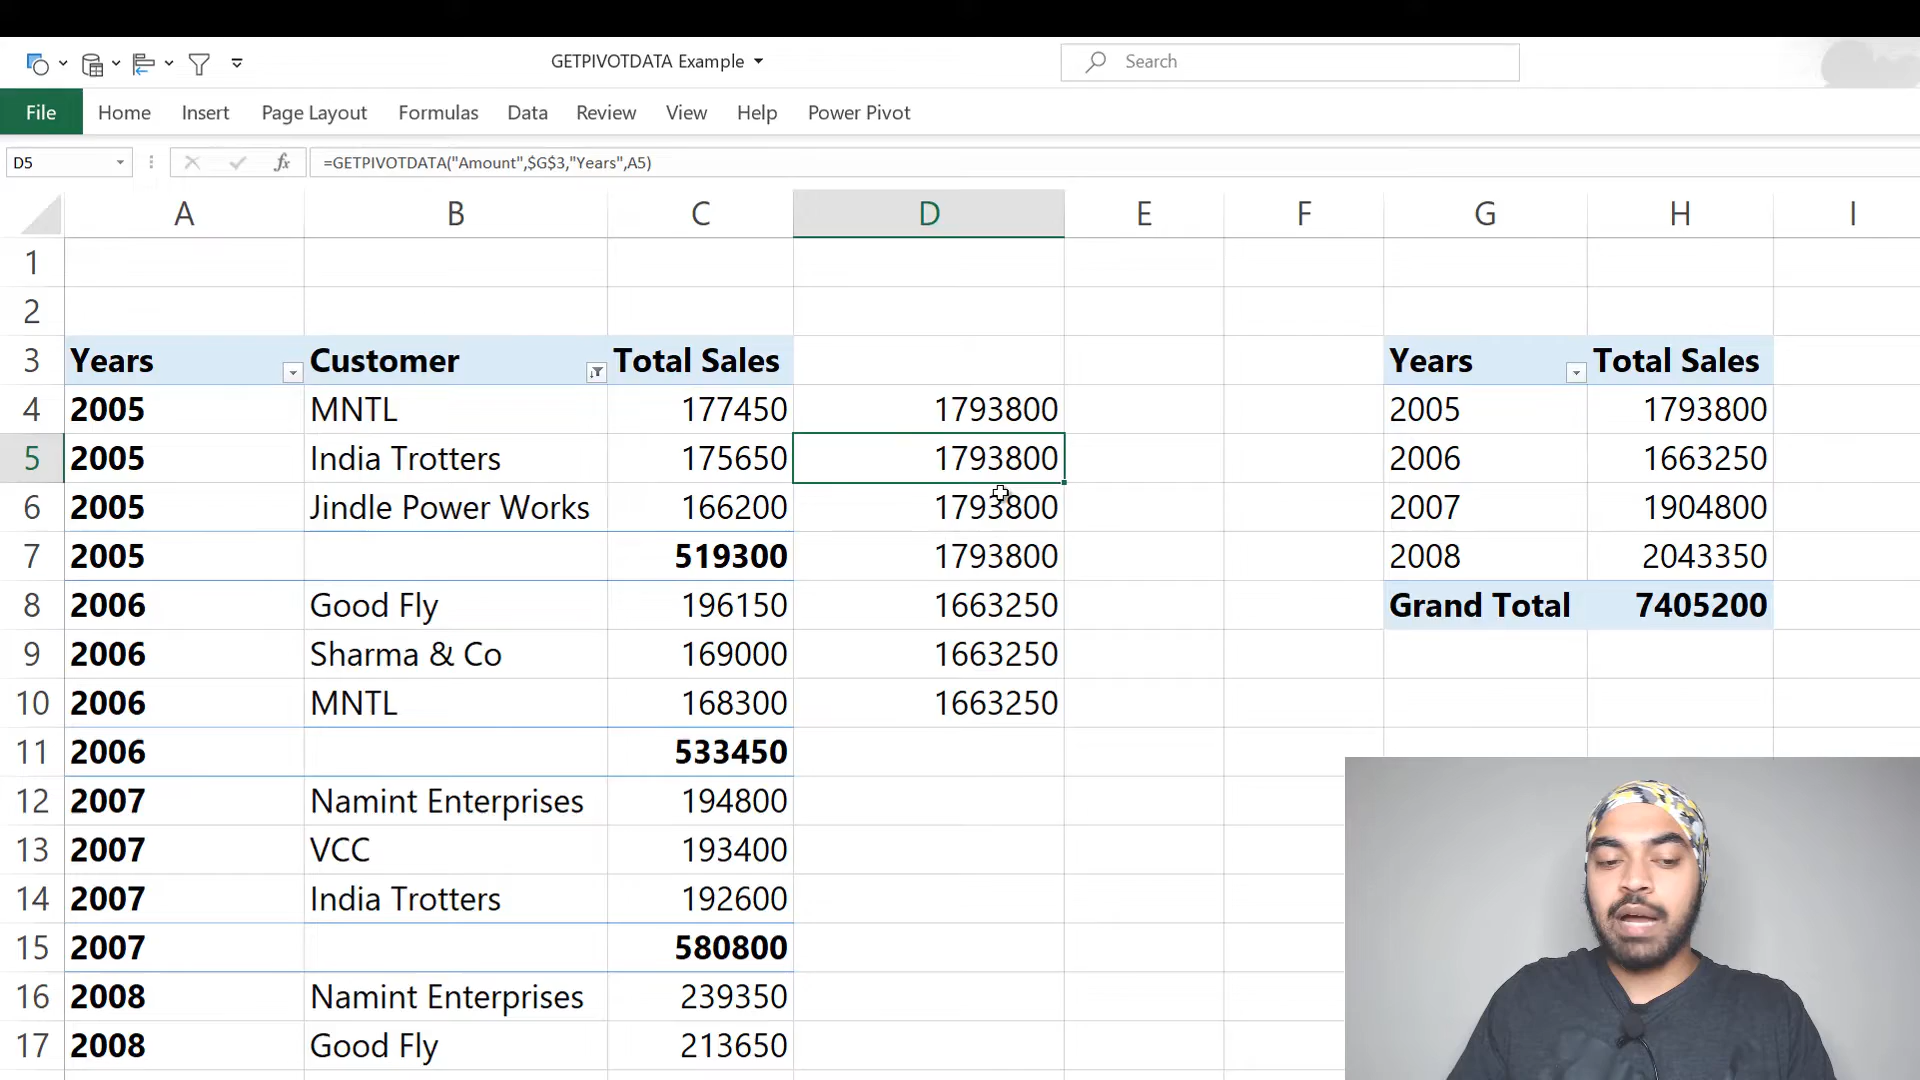 GETPIVOTDATA Example
Search
File Home Insert Page Layout Formulas Data Review View Help Power Pivot
D5 fx =GETPIVOTDATA("Amount",$G$3,"Years",A5)
A B C D E F G H I
1
2
3 Years Customer Total Sales Years Total Sales
4 2005 MNTL 177450 1793800 2005 1793800
5 2005 India Trotters 175650 1793800 2006 1663250
6 2005 Jindle Power Works 166200 1793800 2007 1904800
7 2005 519300 1793800 2008 2043350
8 2006 Good Fly 196150 1663250 Grand Total 7405200
9 2006 Sharma & Co 169000 1663250
10 2006 MNTL 168300 1663250
11 2006 533450
12 2007 Namint Enterprises 194800
13 2007 VCC 193400
14 2007 India Trotters 192600
15 2007 580800
16 2008 Namint Enterprises 239350
17 2008 Good Fly 213650